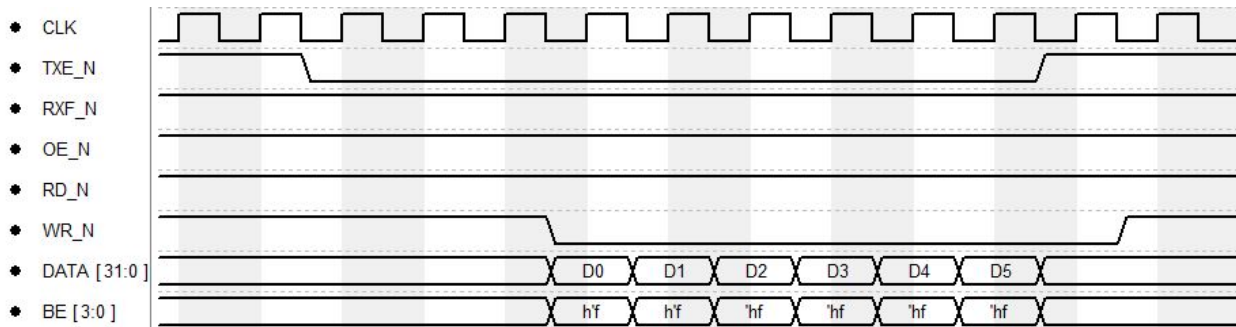 CLK
TXE_N
RXF_N
OE_N
RD_N
WR_N
DATA [31:0] D0 D1 D2 D3 D4 D5
BE [3:0] h'f h'f 'hf 'hf 'hf 'hf